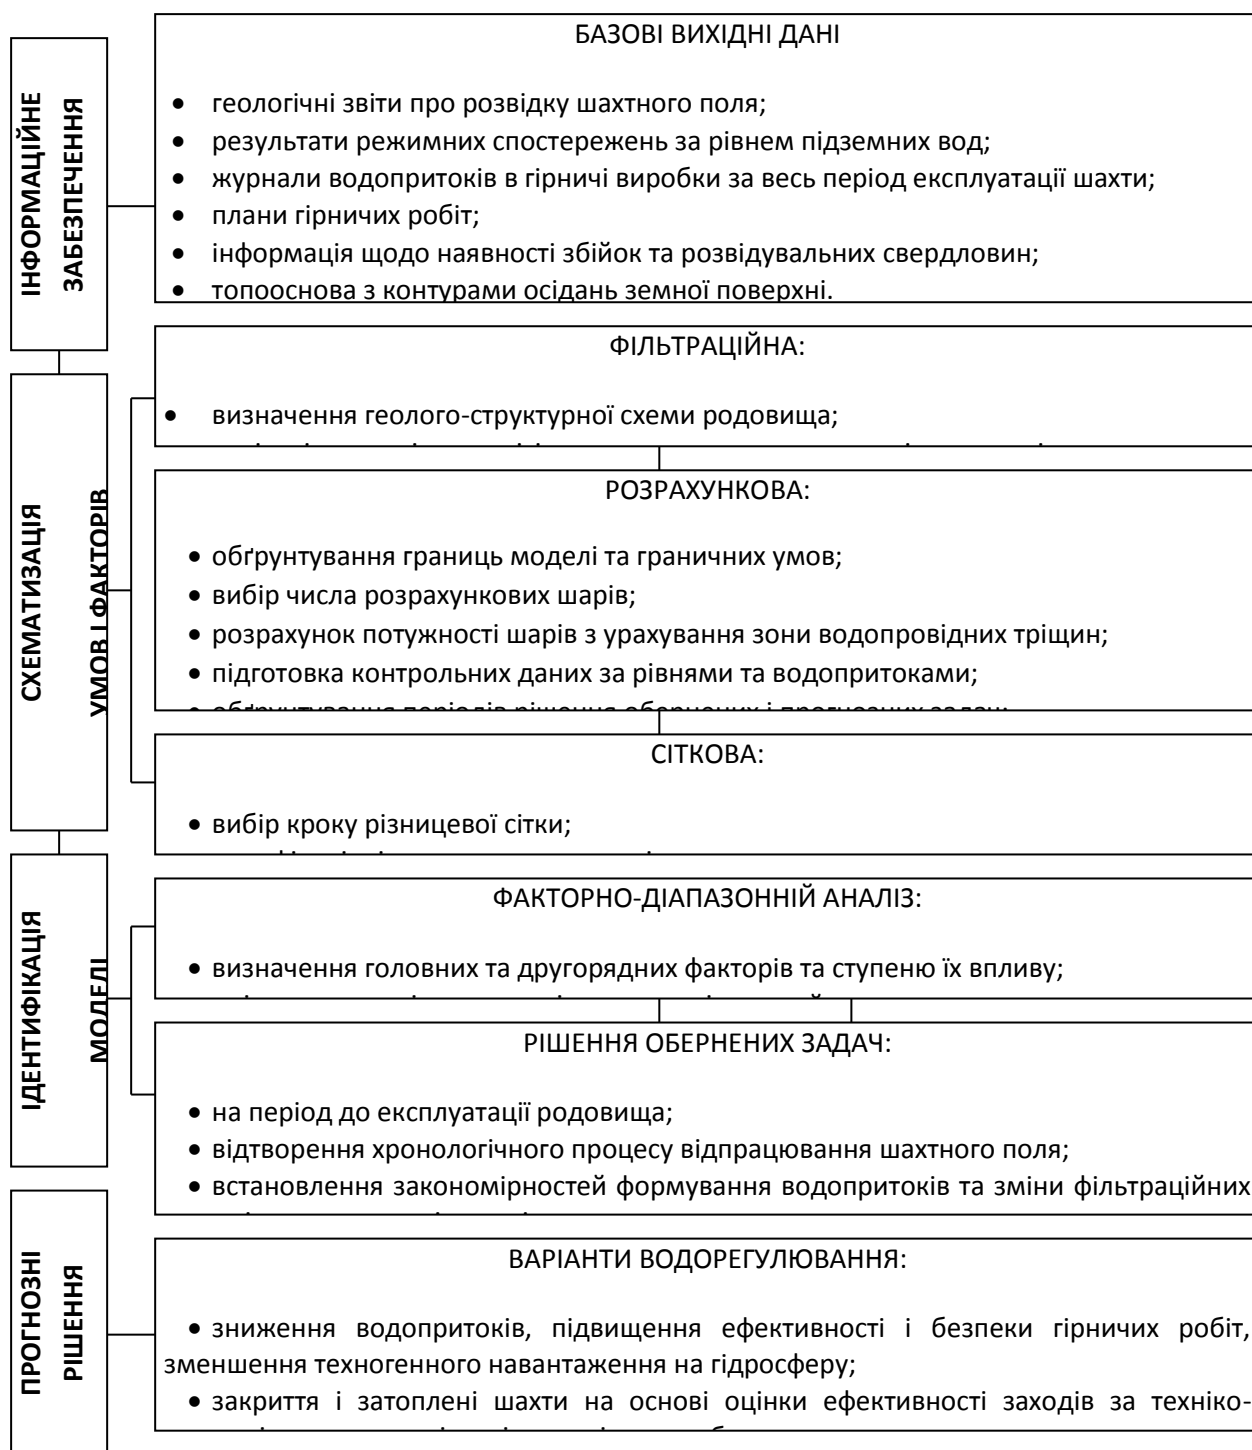 ІНФОРМАЦІЙНЕ
ЗАБЕЗПЕЧЕННЯ
БАЗОВІ ВИХІДНІ ДАНІ
• геологічні звіти про розвідку шахтного поля;
• результати режимних спостережень за рівнем підземних вод;
• журнали водопритоків в гірничі виробки за весь період експлуатації шахти;
• плани гірничих робіт;
• інформація щодо наявності збійок та розвідувальних свердловин;
• топооснова з контурами осідань земної поверхні.
СХЕМАТИЗАЦІЯ
УМОВ І ФАКТОРІВ
ФІЛЬТРАЦІЙНА:
• визначення геолого-структурної схеми родовища;
РОЗРАХУНКОВА:
• обґрунтування границь моделі та граничних умов;
• вибір числа розрахункових шарів;
• розрахунок потужності шарів з урахування зони водопровідних тріщин;
• підготовка контрольних даних за рівнями та водопритоками;
• обґрунтування періодів рішення обернених і прогнозних задач;
СІТКОВА:
• вибір кроку різницевої сітки;
ІДЕНТИФІКАЦІЯ
МОДЕЛІ
ФАКТОРНО-ДІАПАЗОННІЙ АНАЛІЗ:
• визначення головних та другорядних факторів та ступеню їх впливу;
РІШЕННЯ ОБЕРНЕНИХ ЗАДАЧ:
• на період до експлуатації родовища;
• відтворення хронологічного процесу відпрацювання шахтного поля;
• встановлення закономірностей формування водопритоків та зміни фільтраційних
ПРОГНОЗНІ
РІШЕННЯ
ВАРІАНТИ ВОДОРЕГУЛЮВАННЯ:
• зниження водопритоків, підвищення ефективності і безпеки гірничих робіт,
зменшення техногенного навантаження на гідросферу;
• закриття і затоплені шахти на основі оцінки ефективності заходів за техніко-